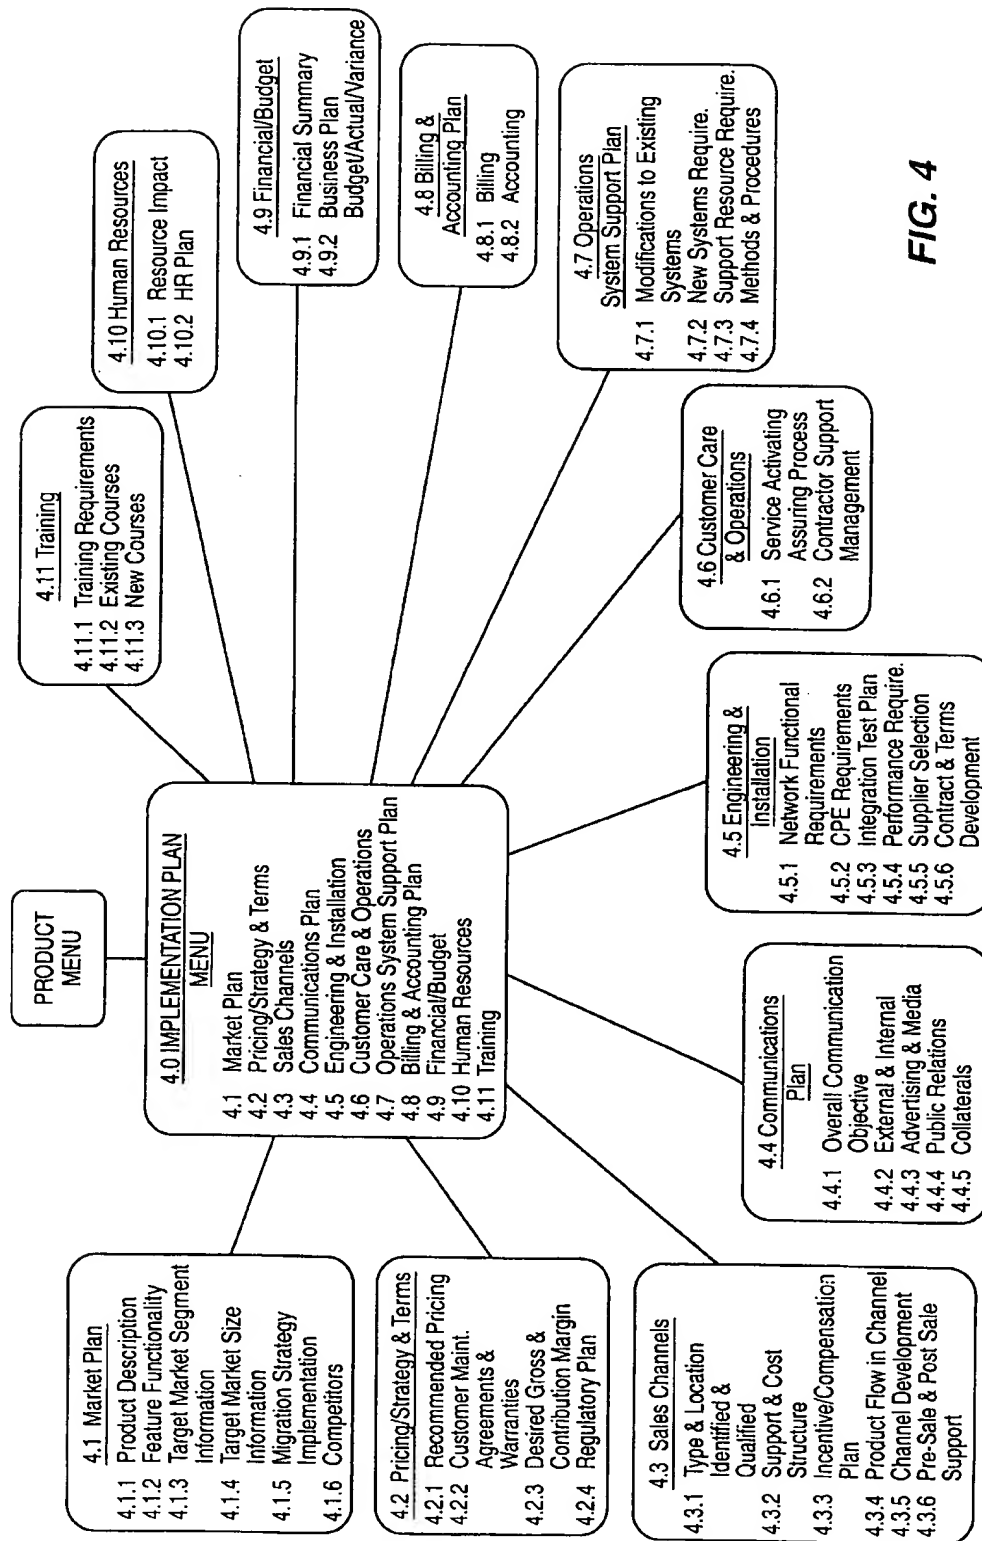 PRODUCT
MENU
4.0 IMPLEMENTATION PLAN
MENU
4.1 Market Plan
4.2 Pricing/Strategy & Terms
4.3 Sales Channels
4.4 Communications Plan
4.5 Engineering & Installation
4.6 Customer Care & Operations
4.7 Operations System Support Plan
4.8 Billing & Accounting Plan
4.9 Financial/Budget
4.10 Human Resources
4.11 Training
4.1 Market Plan
4.1.1 Product Description
4.1.2 Feature Functionality
4.1.3 Target Market Segment
Information
4.1.4 Target Market Size
Information
4.1.5 Migration Strategy
Implementation
4.1.6 Competitors
4.2 Pricing/Strategy & Terms
4.2.1 Recommended Pricing
4.2.2 Customer Maint.
Agreements &
Warranties
4.2.3 Desired Gross &
Contribution Margin
4.2.4 Regulatory Plan
4.3 Sales Channels
4.3.1 Type & Location
Identified &
Qualified
4.3.2 Support & Cost
Structure
4.3.3 Incentive/Compensation
Plan
4.3.4 Product Flow in Channel
4.3.5 Channel Development
4.3.6 Pre-Sale & Post Sale
Support
4.4 Communications
Plan
4.4.1 Overall Communication
Objective
4.4.2 External & Internal
4.4.3 Advertising & Media
4.4.4 Public Relations
4.4.5 Collaterals
4.5 Engineering &
Installation
4.5.1 Network Functional
Requirements
4.5.2 CPE Requirements
4.5.3 Integration Test Plan
4.5.4 Performance Require.
4.5.5 Supplier Selection
4.5.6 Contract & Terms
Development
4.6 Customer Care
& Operations
4.6.1 Service Activating
Assuring Process
4.6.2 Contractor Support
Management
4.7 Operations
System Support Plan
4.7.1 Modifications to Existing
Systems
4.7.2 New Systems Require.
4.7.3 Support Resource Require.
4.7.4 Methods & Procedures
4.8 Billing &
Accounting Plan
4.8.1 Billing
4.8.2 Accounting
4.9 Financial/Budget
4.9.1 Financial Summary
4.9.2 Business Plan
Budget/Actual/Variance
4.10 Human Resources
4.10.1 Resource Impact
4.10.2 HR Plan
4.11 Training
4.11.1 Training Requirements
4.11.2 Existing Courses
4.11.3 New Courses
FIG. 4